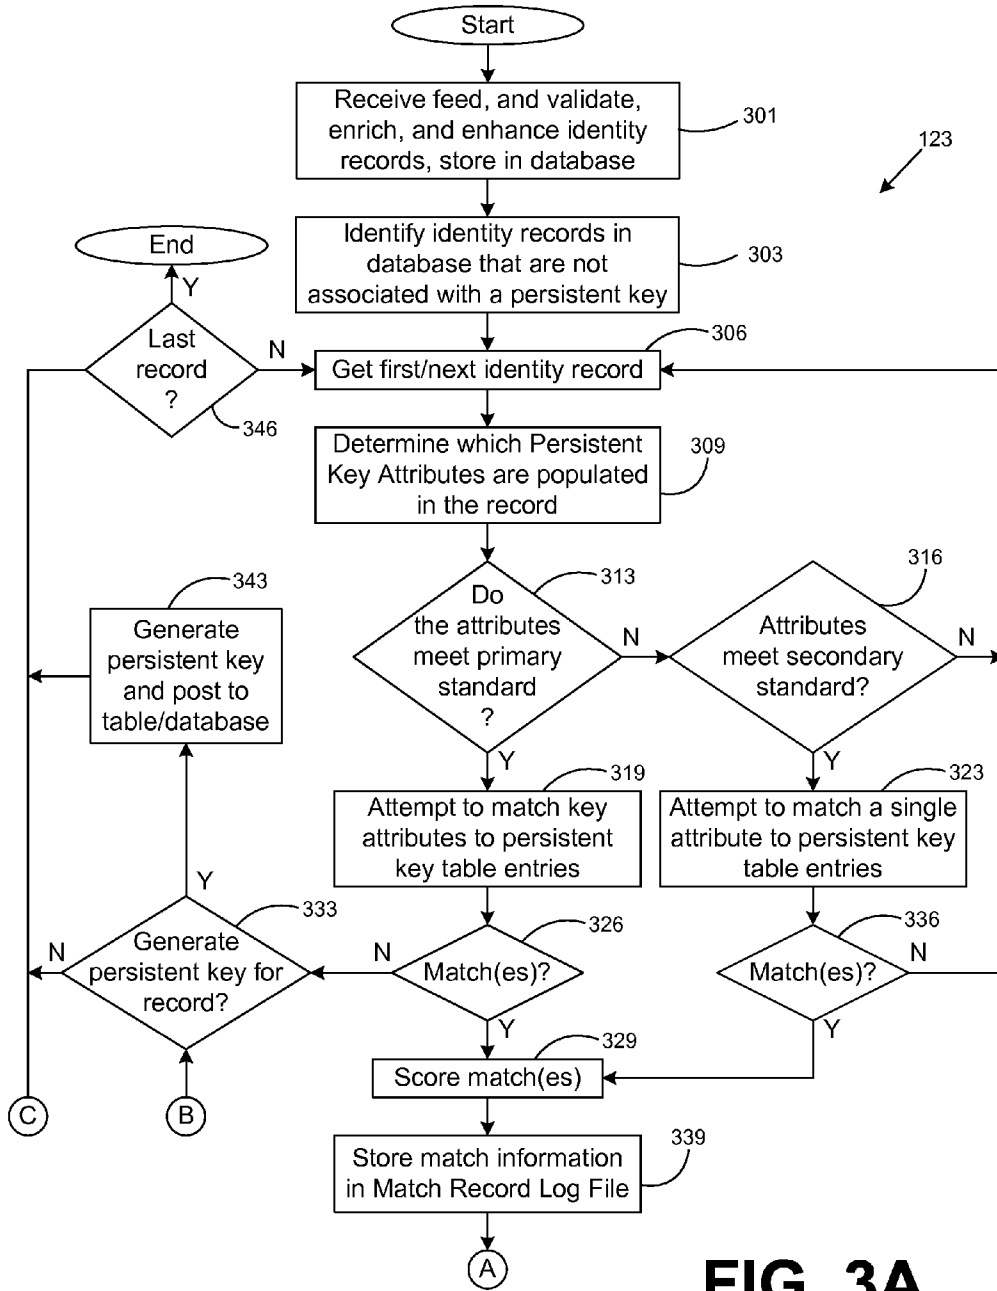 Start
Receive feed, and validate,
enrich, and enhance identity
records, store in database
301
123
Identify identity records in
database that are not
associated with a persistent key
303
End
Y
Last
record
?
N
346
Get first/next identity record
306
Determine which Persistent
Key Attributes are populated
in the record
309
Do
the attributes
meet primary
standard
?
313
N
Y
Attributes
meet secondary
standard?
316
N
Y
343
Generate
persistent key
and post to
table/database
Attempt to match key
attributes to persistent
key table entries
319
Attempt to match a single
attribute to persistent key
table entries
323
Y
Generate
persistent key for
record?
333
N
N
Match(es)?
326
Y
Match(es)?
336
N
Y
Score match(es)
329
C
B
Store match information
in Match Record Log File
339
A
FIG. 3A